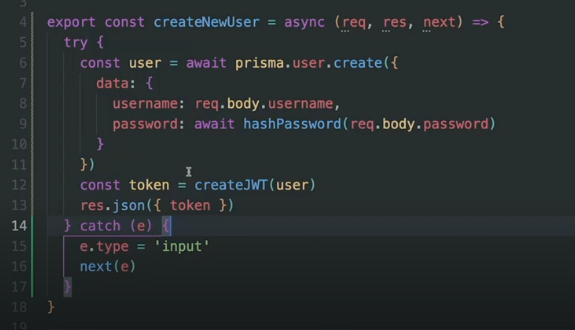 3
4 export const createNewUser = async (req, res, next) => {
5 try {
6 const user = await prisma.user.create({
7 data: {
8 username: req.body.username,
9 password: await hashPassword(req.body.password)
10 }
11 })
12 const token = createJWT(user)
13 res.json({ token })
14 } catch (e) {
15 e.type = 'input'
16 next(e)
17 }
18 }
19